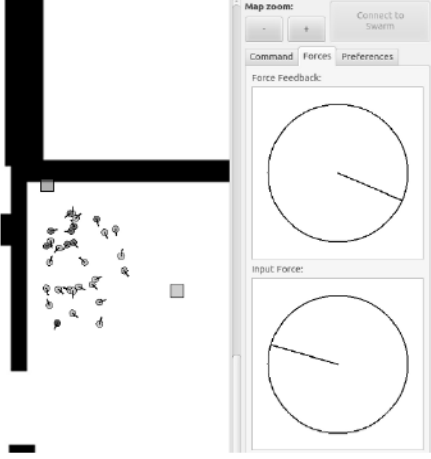 Map zoom:
-
+
Connect to
swarm
Command
Forces
Preferences
Force Feedback:
Input Force: